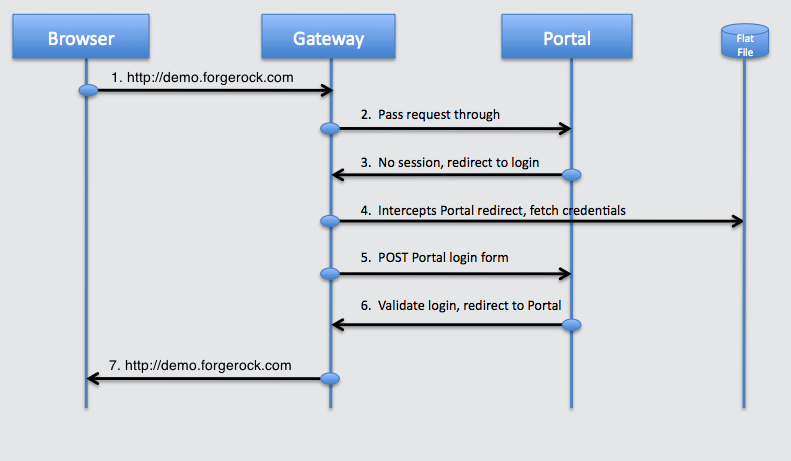 Browser
Gateway
Portal
Flat
File
1. http://demo.forgerock.com
2. Pass request through
3. No session, redirect to login
4. Intercepts Portal redirect, fetch credentials
5. POST Portal login form
6. Validate login, redirect to Portal
7. http://demo.forgerock.com